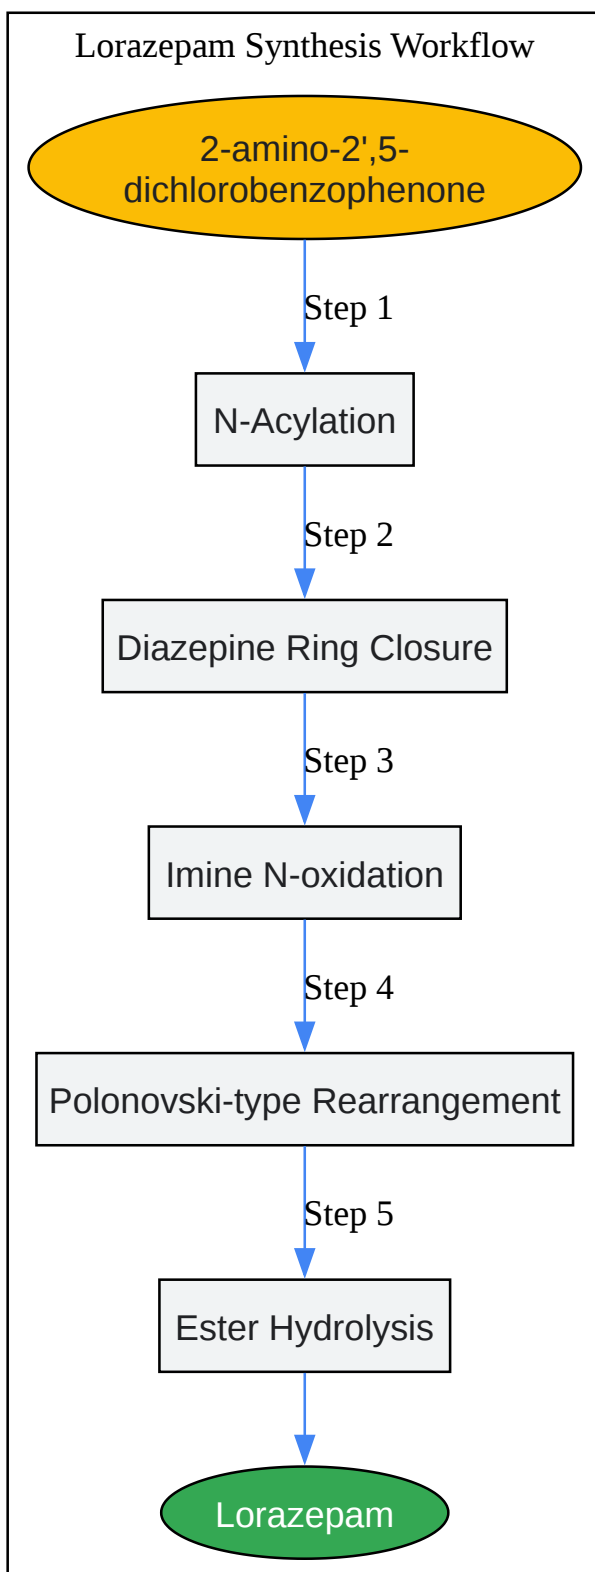 Lorazepam Synthesis Workflow
2-amino-2',5-
dichlorobenzophenone
Step 1
N-Acylation
Step 2
Diazepine Ring Closure
Step 3
Imine N-oxidation
Step 4
Polonovski-type Rearrangement
Step 5
Ester Hydrolysis
Lorazepam